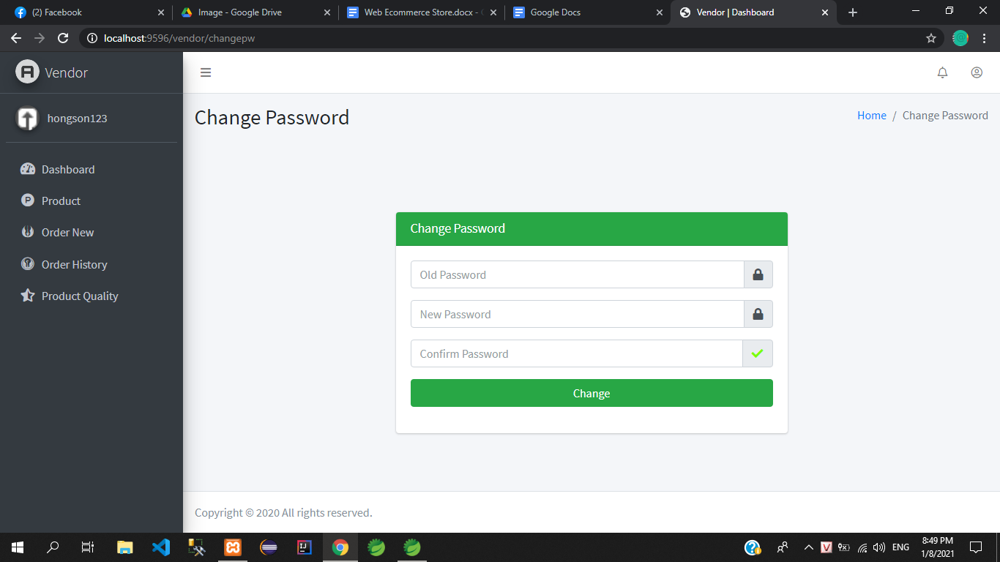 (2) Facebook
Image - Google Drive
Web Ecommerce Store.docx -
Google Docs
Vendor | Dashboard
localhost:9596/vendor/changepw
Vendor
hongson123
Dashboard
Product
Order New
Order History
Product Quality
Change Password
Home / Change Password
Change Password
Old Password
New Password
Confirm Password
Change
Copyright © 2020 All rights reserved.
ENG
8:49 PM
1/8/2021